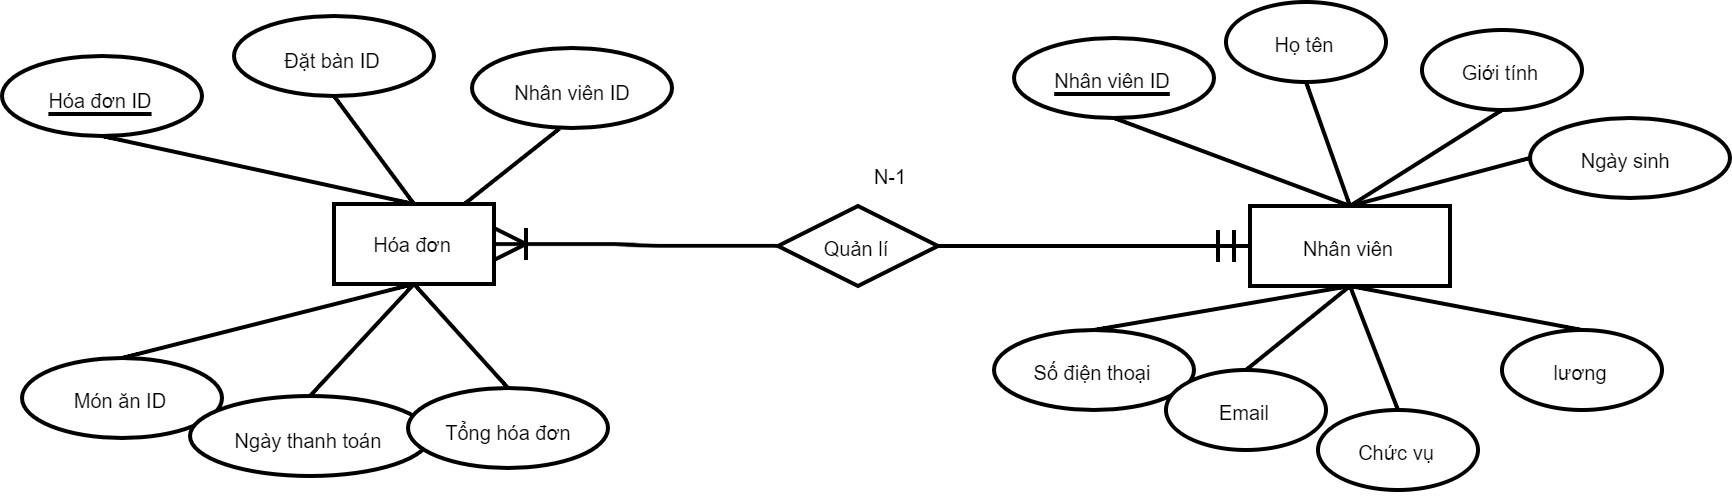 Hóa đơn ID
Đặt bàn ID
Nhân viên ID
Nhân viên ID
Họ tên
Giới tính
Ngày sinh
N-1
Hóa đơn
Quản lí
Nhân viên
Món ăn ID
Ngày thanh toán
Tổng hóa đơn
Số điện thoại
Email
Chức vụ
lương